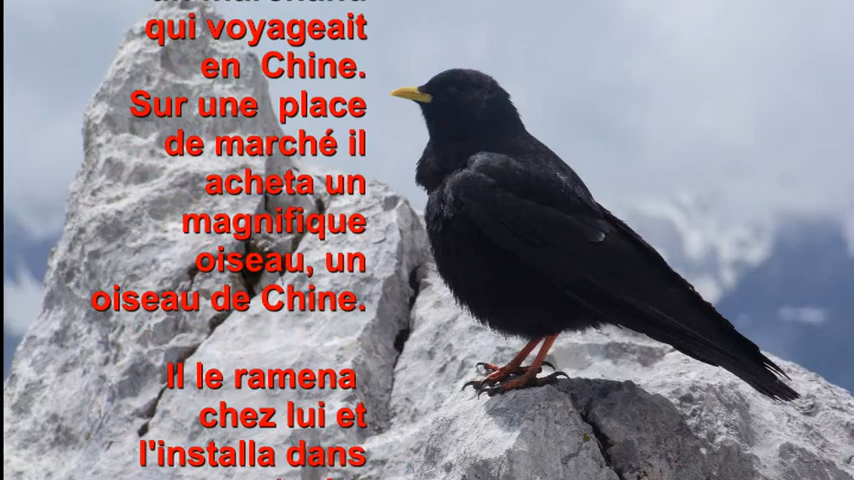 qui voyageait
en Chine.
Sur une place
de marché il
acheta un
magnifique
oiseau, un
oiseau de Chine.
Il le ramena
chez lui et
l'installa dans